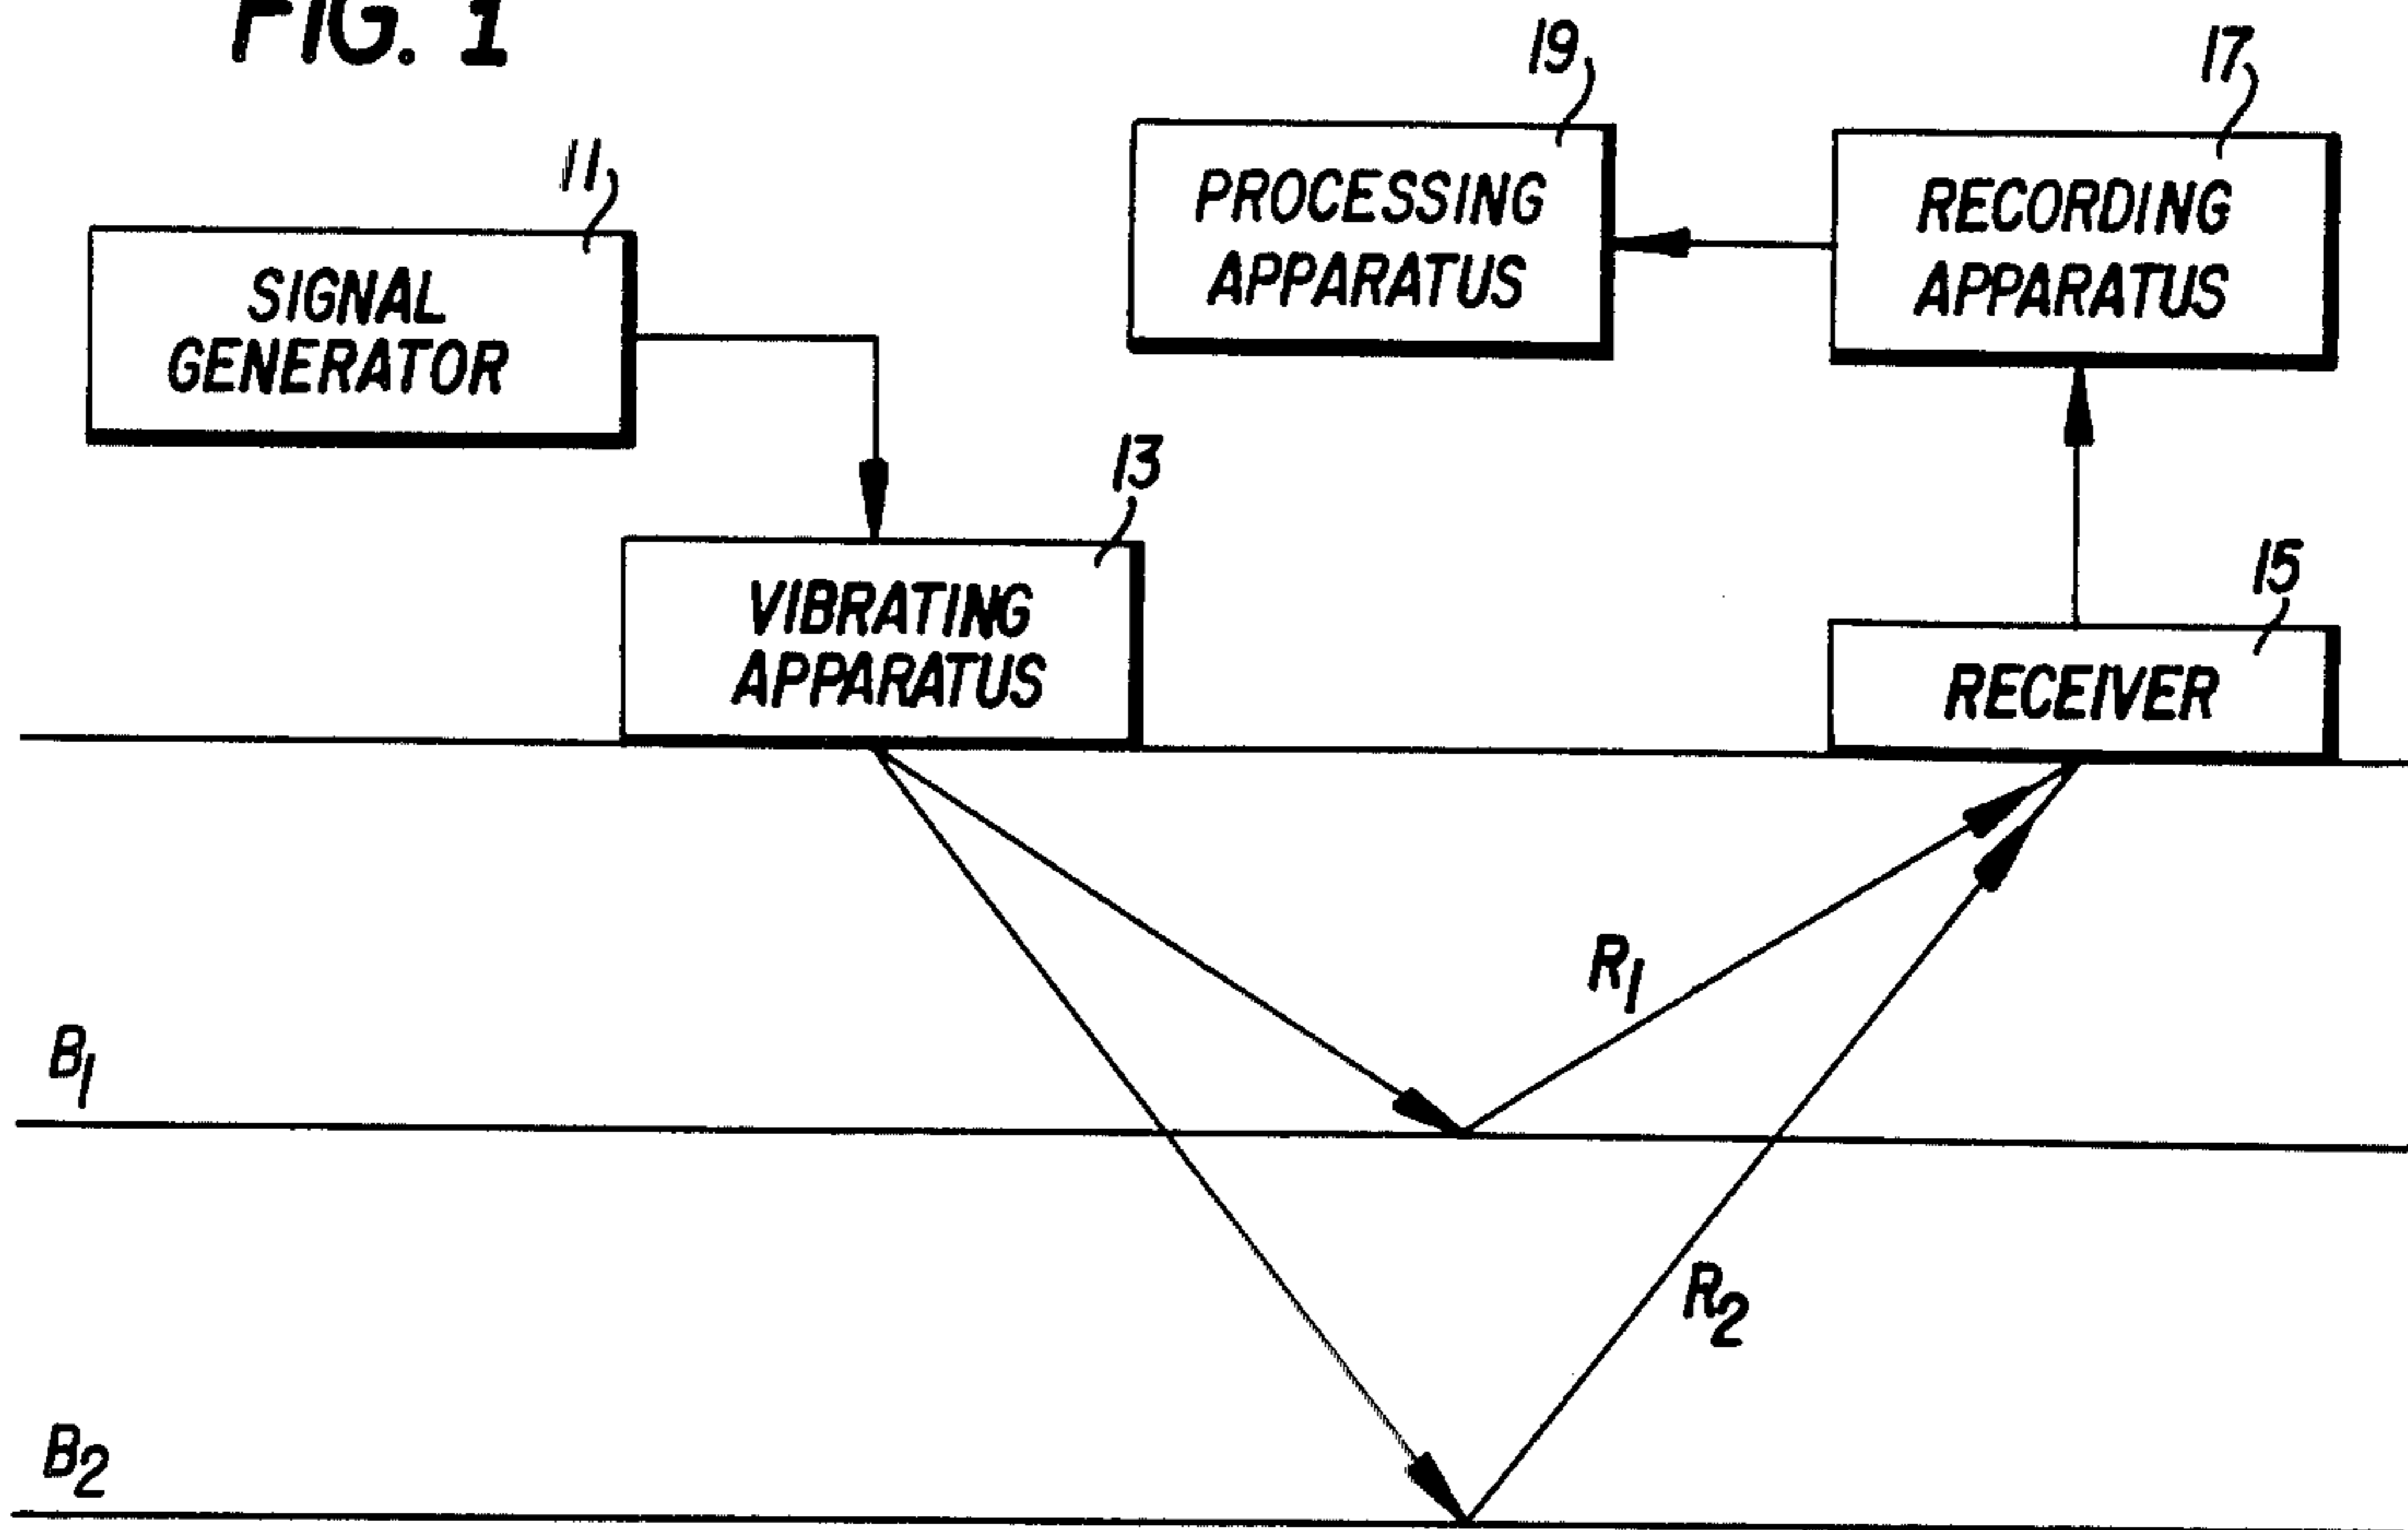 FIG. 1
19
17
11
PROCESSING
APPARATUS
RECORDING
APPARATUS
SIGNAL
GENERATOR
13
VIBRATING
APPARATUS
15
RECEIVER
R1
B1
R2
B2